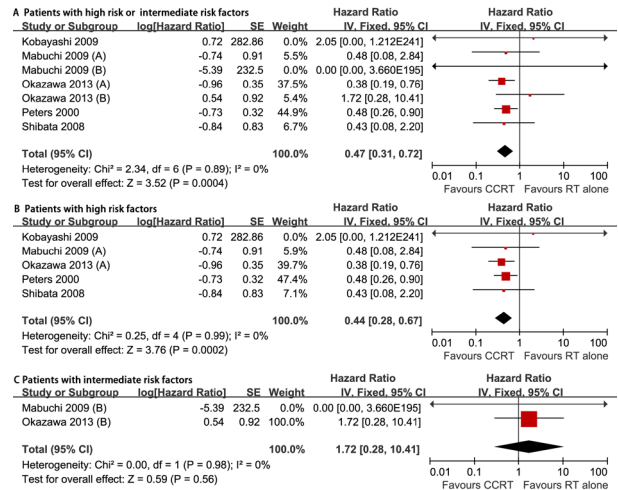 A Patients with high risk or intermediate risk factors Hazard Ratio Hazard Ratio
Study or Subgroup log[Hazard Ratio] SE Weight IV, Fixed, 95% CI IV, Fixed, 95% CI
Kobayashi 2009 0.72 282.86 0.0% 2.05 [0.00, 1.212E241]
Mabuchi 2009 (A) -0.74 0.91 5.5% 0.48 [0.08, 2.84]
Mabuchi 2009 (B) -5.39 232.5 0.0% 0.00 [0.00, 3.660E195]
Okazawa 2013 (A) -0.96 0.35 37.5% 0.38 [0.19, 0.76]
Okazawa 2013 (B) 0.54 0.92 5.4% 1.72 [0.28, 10.41]
Peters 2000 -0.73 0.32 44.9% 0.48 [0.26, 0.90]
Shibata 2008 -0.84 0.83 6.7% 0.43 [0.08, 2.20]
Total (95% CI) 100.0% 0.47 [0.31, 0.72]
Heterogeneity: Chi² = 2.34, df = 6 (P = 0.89); I² = 0%
Test for overall effect: Z = 3.52 (P = 0.0004)
0.01 0.1 1 10 100
Favours CCRT Favours RT alone
B Patients with high risk factors Hazard Ratio Hazard Ratio
Study or Subgroup log[Hazard Ratio] SE Weight IV, Fixed, 95% CI IV, Fixed, 95% CI
Kobayashi 2009 0.72 282.86 0.0% 2.05 [0.00, 1.212E241]
Mabuchi 2009 (A) -0.74 0.91 5.9% 0.48 [0.08, 2.84]
Okazawa 2013 (A) -0.96 0.35 39.7% 0.38 [0.19, 0.76]
Peters 2000 -0.73 0.32 47.4% 0.48 [0.26, 0.90]
Shibata 2008 -0.84 0.83 7.1% 0.43 [0.08, 2.20]
Total (95% CI) 100.0% 0.44 [0.28, 0.67]
Heterogeneity: Chi² = 0.25, df = 4 (P = 0.99); I² = 0%
Test for overall effect: Z = 3.76 (P = 0.0002)
0.01 0.1 1 10 100
Favours CCRT Favours RT alone
C Patients with intermediate risk factors Hazard Ratio Hazard Ratio
Study or Subgroup log[Hazard Ratio] SE Weight IV, Fixed, 95% CI IV, Fixed, 95% CI
Mabuchi 2009 (B) -5.39 232.5 0.0% 0.00 [0.00, 3.660E195]
Okazawa 2013 (B) 0.54 0.92 100.0% 1.72 [0.28, 10.41]
Total (95% CI) 100.0% 1.72 [0.28, 10.41]
Heterogeneity: Chi² = 0.00, df = 1 (P = 0.98); I² = 0%
Test for overall effect: Z = 0.59 (P = 0.56)
0.01 0.1 1 10 100
Favours CCRT Favours RT alone